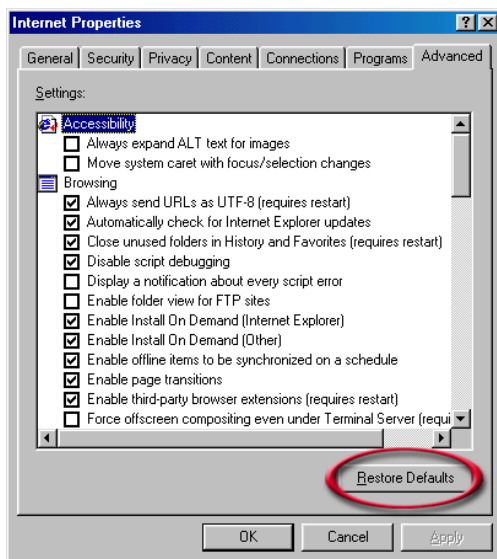 Internet Properties
General Security Privacy Content Connections Programs Advanced
Settings:
Accessibility
Always expand ALT text for images
Move system caret with focus/selection changes
Browsing
Always send URLs as UTF-8 (requires restart)
Automatically check for Internet Explorer updates
Close unused folders in History and Favorites (requires restart)
Disable script debugging
Display a notification about every script error
Enable folder view for FTP sites
Enable Install On Demand (Internet Explorer)
Enable Install On Demand (Other)
Enable offline items to be synchronized on a schedule
Enable page transitions
Enable third-party browser extensions (requires restart)
Force offscreen compositing even under Terminal Server (requi
Restore Defaults
OK Cancel Apply